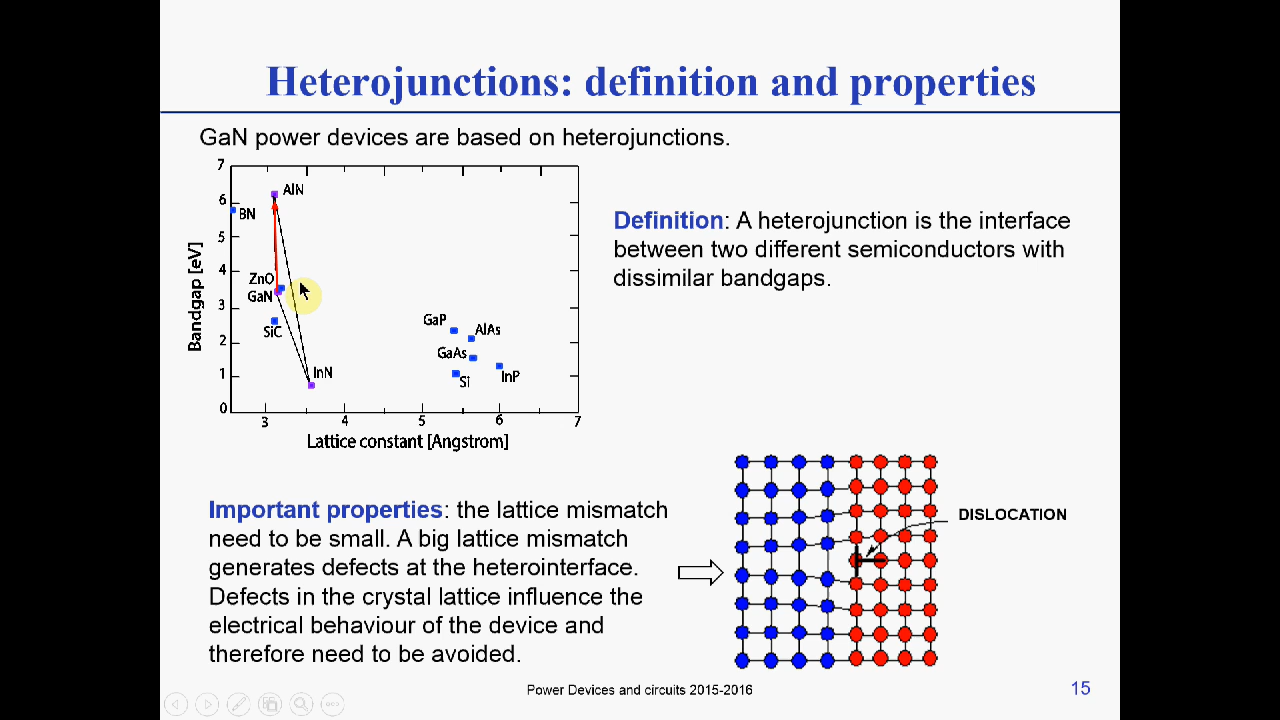 Heterojunctions: definition and properties
GaN power devices are based on heterojunctions.
7
6
5
4
3
2
1
0
Bandgap [eV]
AlN
BN
ZnO
GaN
SiC
InN
GaP
AlAs
GaAs
Si
InP
3 4 5 6 7
Lattice constant [Angstrom]
Definition: A heterojunction is the interface
between two different semiconductors with
dissimilar bandgaps.
Important properties: the lattice mismatch
need to be small. A big lattice mismatch
generates defects at the heterointerface.
Defects in the crystal lattice influence the
electrical behaviour of the device and
therefore need to be avoided.
DISLOCATION
Power Devices and circuits 2015-2016
15